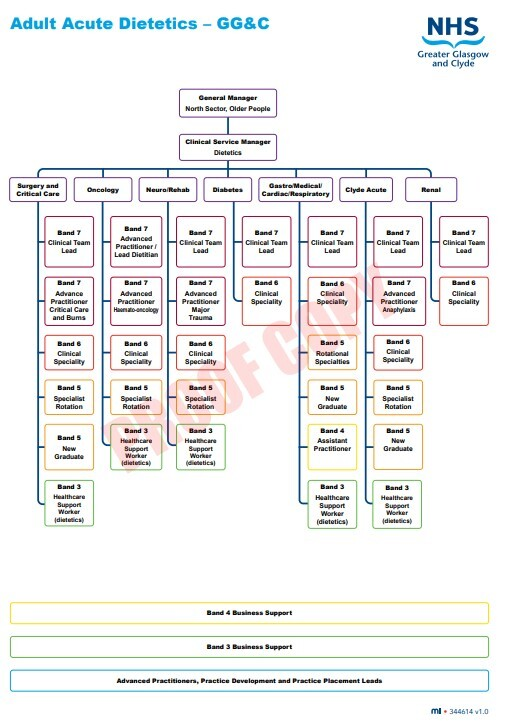 Adult Acute Dietetics – GG&C
NHS
Greater Glasgow
and Clyde
General Manager
North Sector, Older People
Clinical Service Manager
Dietetics
Surgery and
Critical Care
Oncology
Neuro/Rehab
Diabetes
Gastro/Medical/
Cardiac/Respiratory
Clyde Acute
Renal
Band 7
Clinical Team
Lead
Band 7
Advanced
Practitioner /
Lead Dietitian
Band 7
Clinical Team
Lead
Band 7
Clinical Team
Lead
Band 7
Clinical Team
Lead
Band 7
Clinical Team
Lead
Band 7
Clinical Team
Lead
Band 7
Advance
Practitioner
Critical Care
and Burns
Band 7
Advanced
Practitioner
Haemato-oncology
Band 7
Advanced
Practitioner
Major
Trauma
Band 6
Clinical
Speciality
Band 6
Clinical
Speciality
Band 7
Advanced
Practitioner
Anaphylaxis
Band 6
Clinical
Speciality
Band 6
Clinical
Speciality
Band 6
Clinical
Speciality
Band 6
Clinical
Speciality
Band 5
Rotational
Specialties
Band 6
Clinical
Speciality
Band 5
Specialist
Rotation
Band 5
Specialist
Rotation
Band 5
Specialist
Rotation
Band 5
New
Graduate
Band 5
Specialist
Rotation
Band 5
New
Graduate
Band 3
Healthcare
Support
Worker
(dietetics)
Band 3
Healthcare
Support
Worker
(dietetics)
Band 4
Assistant
Practitioner
Band 5
New
Graduate
Band 3
Healthcare
Support
Worker
(dietetics)
Band 3
Healthcare
Support
Worker
(dietetics)
Band 3
Healthcare
Support
Worker
(dietetics)
PROOF COPY
Band 4 Business Support
Band 3 Business Support
Advanced Practitioners, Practice Development and Practice Placement Leads
mi • 344614 v1.0